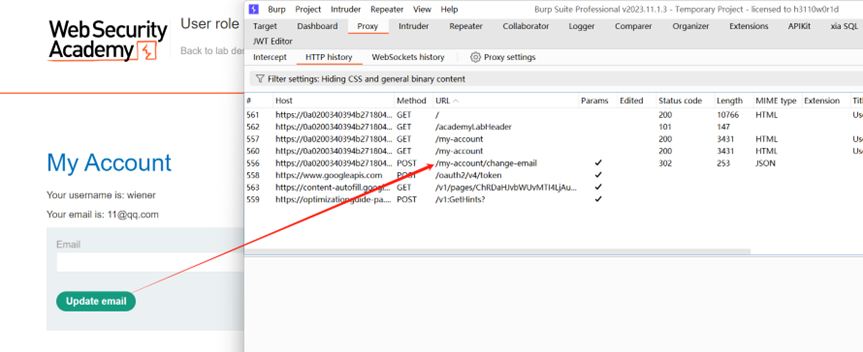 Web Security
Academy
User role
Back to lab de
My Account
Your username is: wiener
Your email is: 11@qq.com
Email
Update email
Burp Project Intruder Repeater View Help
Burp Suite Professional v2023.11.1.3 - Temporary Project - licensed to h3110w0r1d
Target Dashboard Proxy Intruder Repeater Collaborator Logger Comparer Organizer Extensions APIKit xia SQL
JWT Editor
Intercept HTTP history WebSockets history Proxy settings
Filter settings: Hiding CSS and general binary content
# Host Method URL Params Edited Status code Length MIME type Extension Titl
561 https://0a0200340394b271804... GET / 200 10766 HTML Use
562 https://0a0200340394b271804... GET /academyLabHeader 101 147
557 https://0a0200340394b271804... GET /my-account 200 3431 HTML Use
560 https://0a0200340394b271804... GET /my-account 200 3431 HTML Use
556 https://0a0200340394b271804... POST /my-account/change-email ✓ 302 253 JSON
558 https://www.googleapis.com POST /oauth2/v4/token ✓
563 https://content-autofill.googl... GET ✓
559 https://optimizationguide-pa.... POST /v1:GetHints? ✓